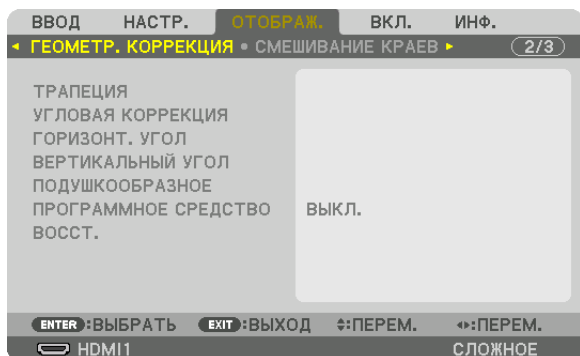 ВВОД НАСТР. ОТОБРАЖ. ВКЛ. ИНФ.
ГЕОМЕТР. КОРРЕКЦИЯ • СМЕШИВАНИЕ КРАЕВ 2/3
ТРАПЕЦИЯ
УГЛОВАЯ КОРРЕКЦИЯ
ГОРИЗОНТ. УГОЛ
ВЕРТИКАЛЬНЫЙ УГОЛ
ПОДУШКООБРАЗНОЕ
ПРОГРАММНОЕ СРЕДСТВО ВЫКЛ.
ВОССТ.
ENTER :ВЫБРАТЬ EXIT :ВЫХОД :ПЕРЕМ. :ПЕРЕМ.
HDMI1 СЛОЖНОЕ